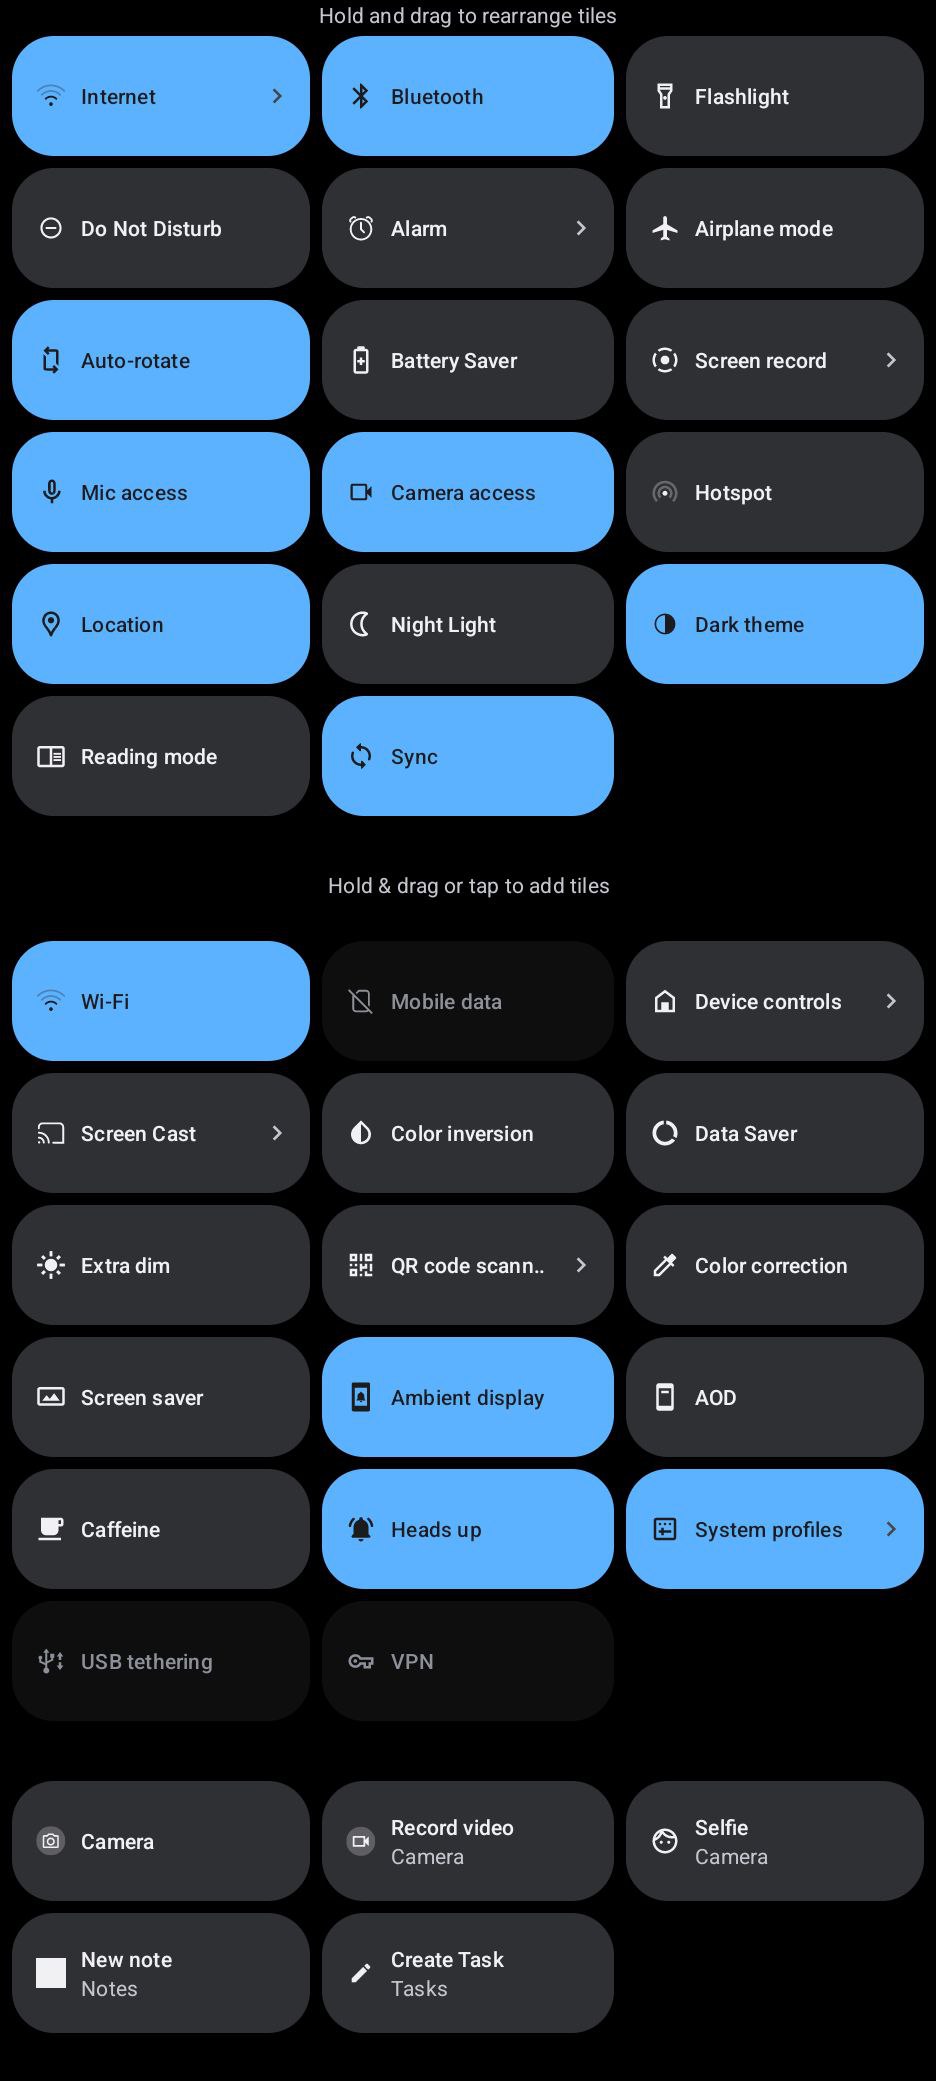 Hold and drag to rearrange tiles
Internet
Bluetooth
Flashlight
Do Not Disturb
Alarm
Airplane mode
Auto-rotate
Battery Saver
Screen record
Mic access
Camera access
Hotspot
Location
Night Light
Dark theme
Reading mode
Sync
Hold & drag or tap to add tiles
Wi-Fi
Mobile data
Device controls
Screen Cast
Color inversion
Data Saver
Extra dim
QR code scann..
Color correction
Screen saver
Ambient display
AOD
Caffeine
Heads up
System profiles
USB tethering
VPN
Camera
Record video
Camera
Selfie
Camera
New note
Notes
Create Task
Tasks